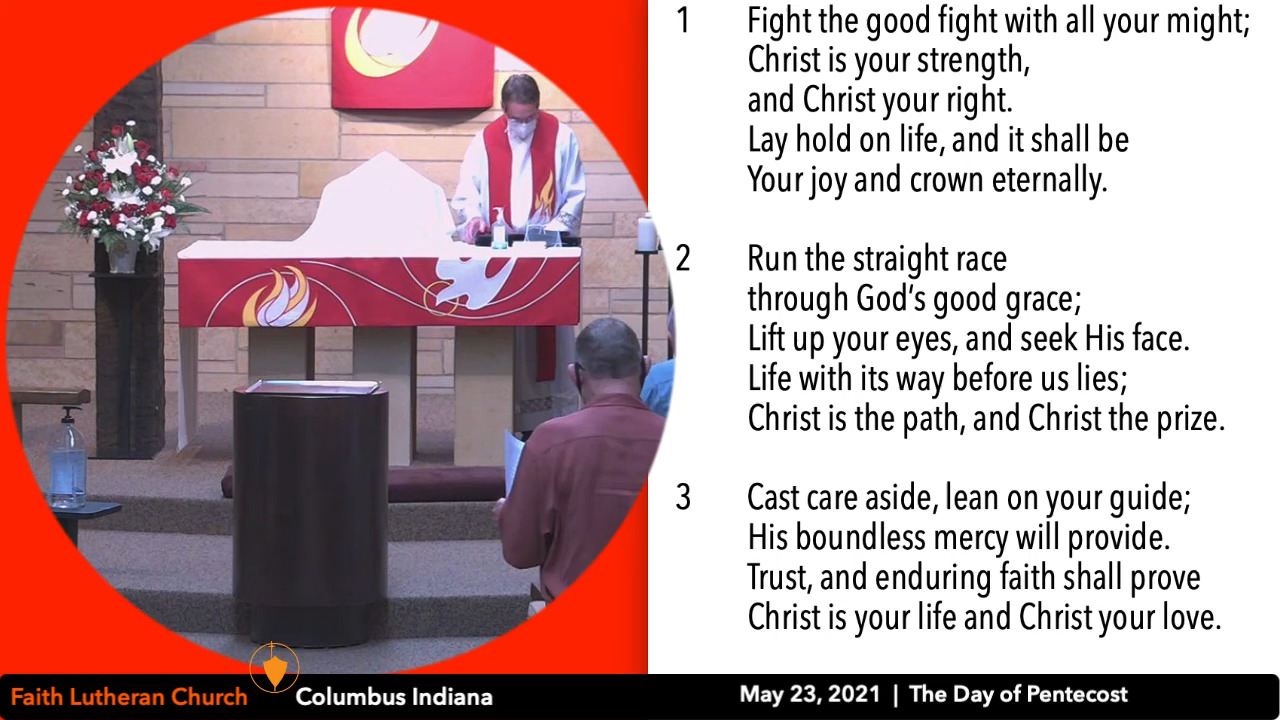 1 Fight the good fight with all your might;
Christ is your strength,
and Christ your right.
Lay hold on life, and it shall be
Your joy and crown eternally.
2 Run the straight race
through God's good grace;
Lift up your eyes, and seek His face.
Life with its way before us lies;
Christ is the path, and Christ the prize.
3 Cast care aside, lean on your guide;
His boundless mercy will provide.
Trust, and enduring faith shall prove
Christ is your life and Christ your love.
Faith Lutheran Church Columbus Indiana May 23, 2021 | The Day of Pentecost